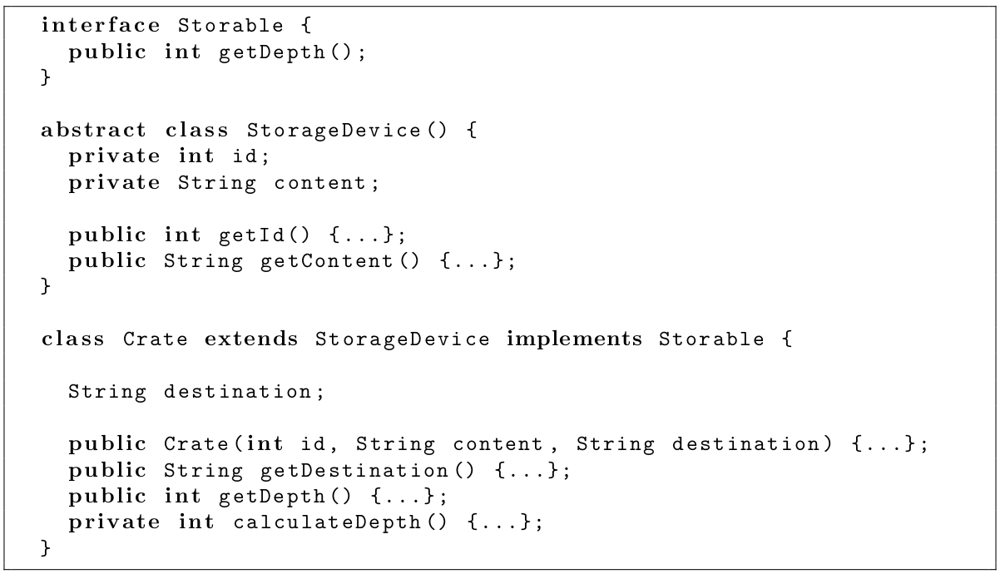 interface Storable {
  public int getDepth();
}

abstract class StorageDevice() {
  private int id;
  private String content;

  public int getId() {...};
  public String getContent() {...};
}

class Crate extends StorageDevice implements Storable {

  String destination;

  public Crate(int id, String content, String destination) {...};
  public String getDestination() {...};
  public int getDepth() {...};
  private int calculateDepth() {...};
}